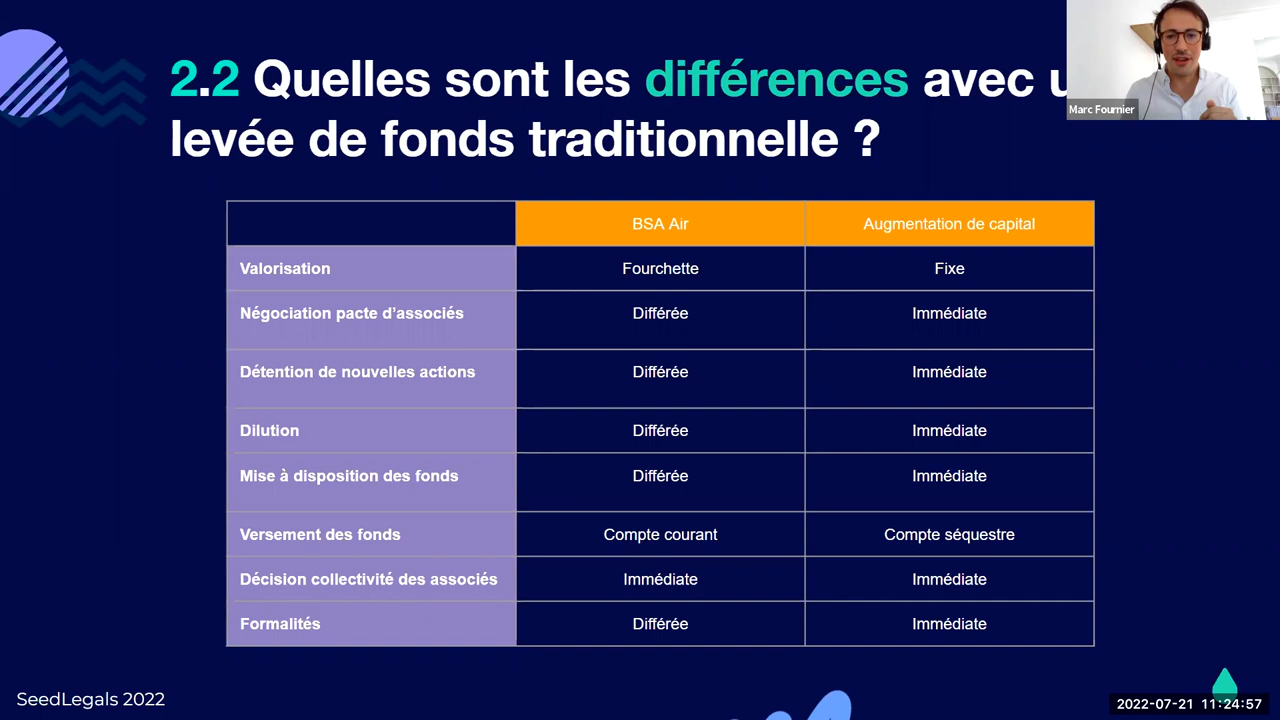 2.2 Quelles sont les différences avec u
levée de fonds traditionnelle ?
Marc Fournier
BSA Air Augmentation de capital
Valorisation Fourchette Fixe
Négociation pacte d'associés Différée Immédiate
Détention de nouvelles actions Différée Immédiate
Dilution Différée Immédiate
Mise à disposition des fonds Différée Immédiate
Versement des fonds Compte courant Compte séquestre
Décision collectivité des associés Immédiate Immédiate
Formalités Différée Immédiate
SeedLegals 2022
2022-07-21 11:24:57